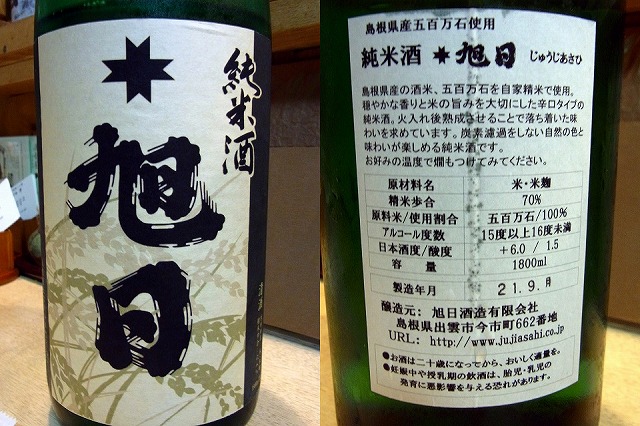 純米酒
旭日
清酒
島根県産五百万石使用
純米酒 旭日 じゅうじあさひ
島根県産の酒米、五百万石を自家精米で使用。
穏やかな香りと米の旨みを大切にした辛口タイプの
純米酒。火入れ後熟成させることで落ち着いた味
わいを求めています。炭素濾過をしない自然の色と
味わいが楽しめる純米酒です。
お好みの温度で燗もつけてみてください。
原材料名 米・米麹
精米歩合 70%
原料米/使用割合 五百万石/100%
アルコール度数 15度以上16度未満
日本酒度/酸度 +6.0 / 1.5
容量 1800ml
製造年月 21.9.月
醸造元: 旭日酒造有限会社
島根県出雲市今市町662番地
URL: http://www.jujiasahi.co.jp
●お酒は二十歳になってから、おいしく適量を。
●妊娠中や授乳期の飲酒は、胎児・乳児の
発育に悪影響を与える恐れがあります。